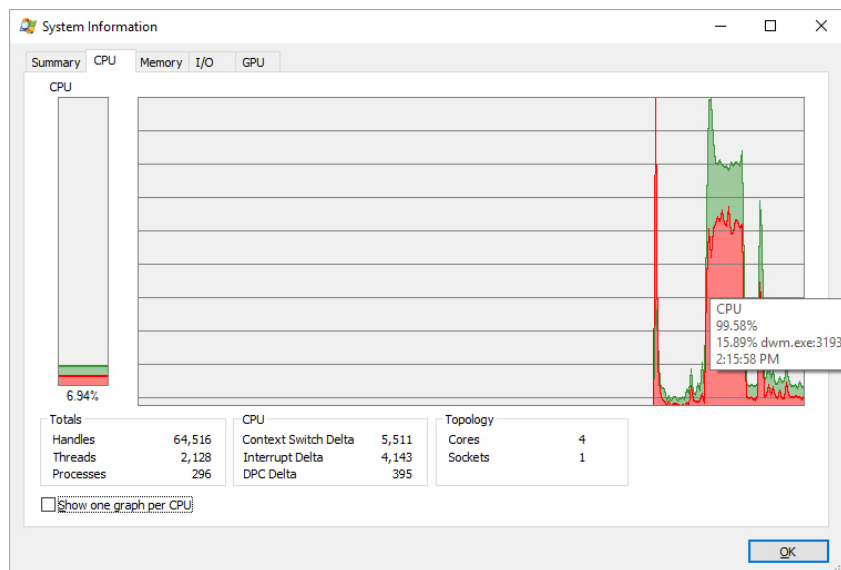 System Information
Summary CPU Memory I/O GPU
CPU
CPU
99.58%
15.89% dwm.exe:3193
2:15:58 PM
6.94%
Totals
Handles 64,516
Threads 2,128
Processes 296
CPU
Context Switch Delta 5,511
Interrupt Delta 4,143
DPC Delta 395
Topology
Cores 4
Sockets 1
Show one graph per CPU
OK